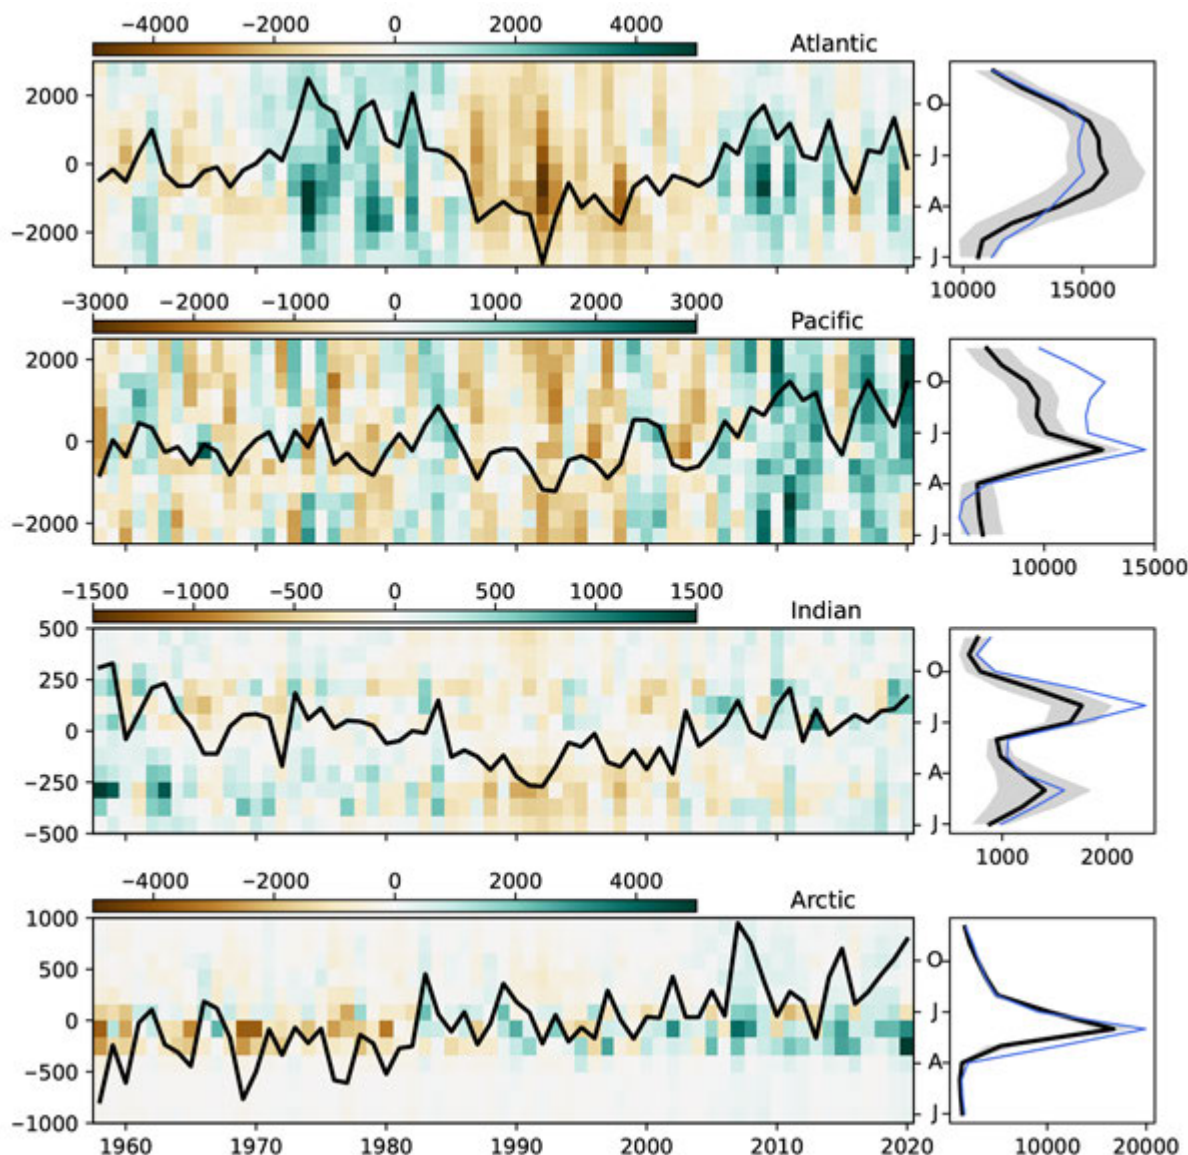 −4000 −2000 0 2000 4000 Atlantic
2000
0
−2000
O
J
A
J
10000 15000
−3000 −2000 −1000 0 1000 2000 3000 Pacific
2000
0
−2000
O
J
A
J
10000 15000
−1500 −1000 −500 0 500 1000 1500 Indian
500
250
0
−250
−500
O
J
A
J
1000 2000
−4000 −2000 0 2000 4000 Arctic
1000
500
0
−500
−1000
O
J
A
J
1960 1970 1980 1990 2000 2010 2020
10000 20000